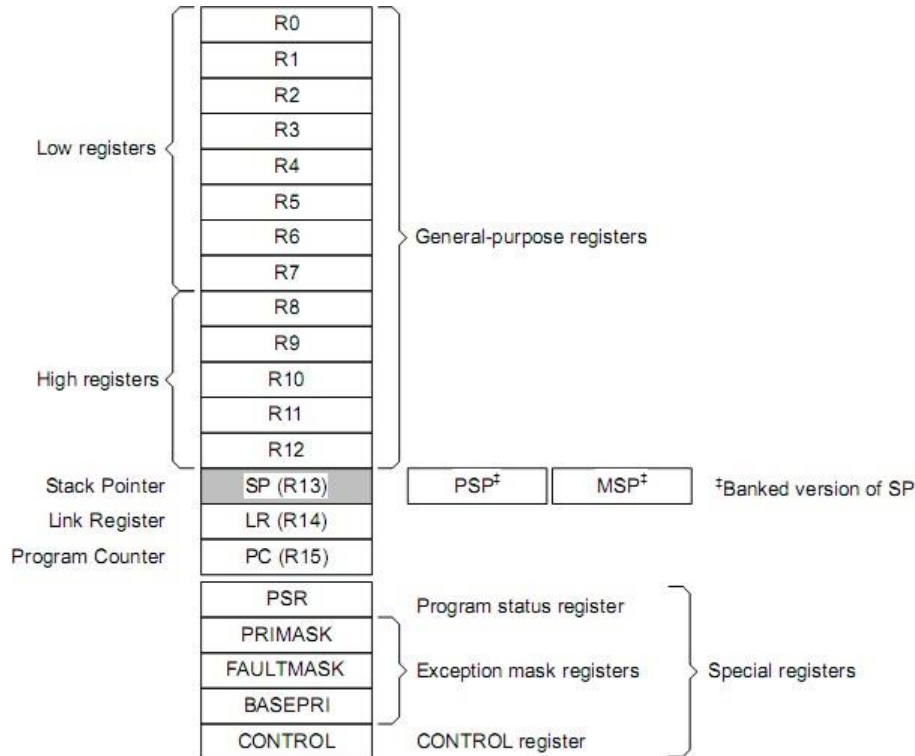 R0
R1
R2
R3
Low registers
R4
R5
R6
General-purpose registers
R7
R8
R9
High registers
R10
R11
R12
Stack Pointer SP (R13) PSP‡ MSP‡ ‡Banked version of SP
Link Register LR (R14)
Program Counter PC (R15)
PSR Program status register
PRIMASK
FAULTMASK Exception mask registers Special registers
BASEPRI
CONTROL CONTROL register